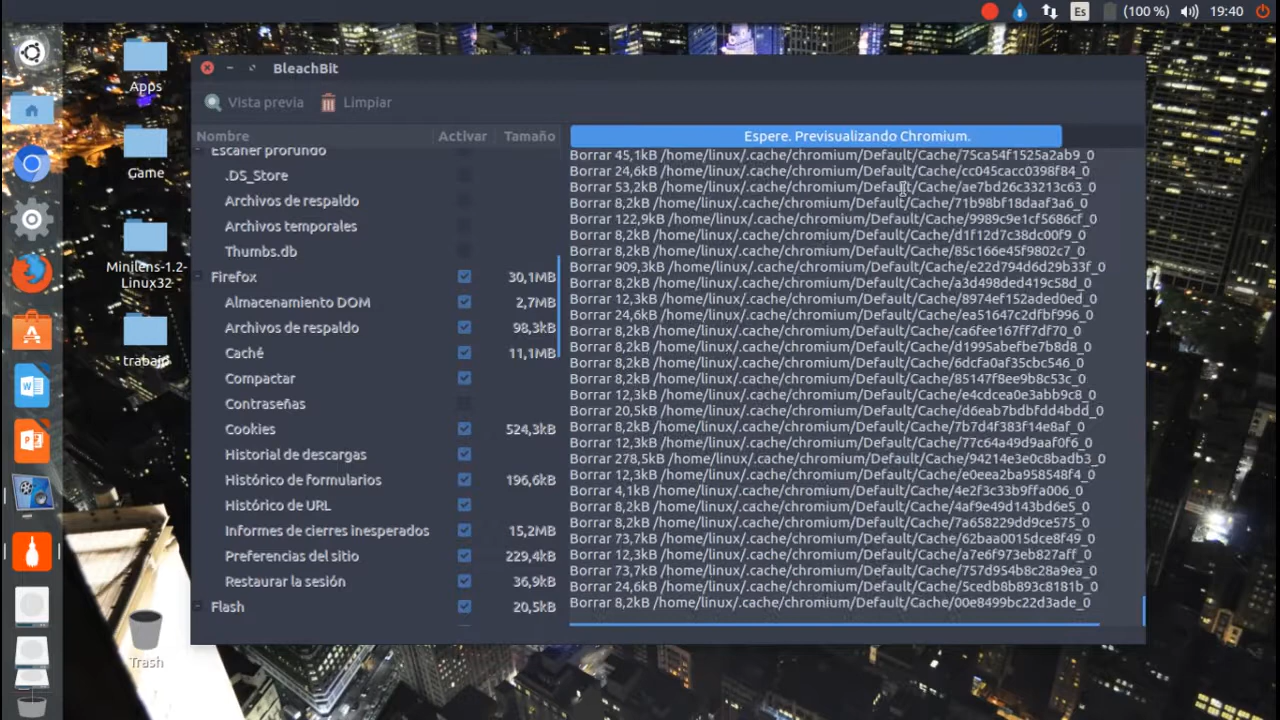 Es (100 %) 19:40
Apps
Game
Minilens-1.2-
Linux32
trabajo
Trash
BleachBit
Vista previa Limpiar
Nombre Activar Tamaño
Escáner profundo
.DS_Store
Archivos de respaldo
Archivos temporales
Thumbs.db
Firefox 30,1MB
Almacenamiento DOM 2,7MB
Archivos de respaldo 98,3kB
Caché 11,1MB
Compactar
Contraseñas
Cookies 524,3kB
Historial de descargas
Histórico de formularios 196,6kB
Histórico de URL
Informes de cierres inesperados 15,2MB
Preferencias del sitio 229,4kB
Restaurar la sesión 36,9kB
Flash 20,5kB
Espere. Previsualizando Chromium.
Borrar 45,1kB /home/linux/.cache/chromium/Default/Cache/75ca54f1525a2ab9_0
Borrar 24,6kB /home/linux/.cache/chromium/Default/Cache/cc045cacc0398f84_0
Borrar 53,2kB /home/linux/.cache/chromium/Default/Cache/ae7bd26c33213c63_0
Borrar 8,2kB /home/linux/.cache/chromium/Default/Cache/71b98bf18daaf3a6_0
Borrar 122,9kB /home/linux/.cache/chromium/Default/Cache/9989c9e1cf5686cf_0
Borrar 8,2kB /home/linux/.cache/chromium/Default/Cache/d1f12d7c38dc00f9_0
Borrar 8,2kB /home/linux/.cache/chromium/Default/Cache/85c166e45f9802c7_0
Borrar 909,3kB /home/linux/.cache/chromium/Default/Cache/e22d794d6d29b33f_0
Borrar 8,2kB /home/linux/.cache/chromium/Default/Cache/a3d498ded419c58d_0
Borrar 12,3kB /home/linux/.cache/chromium/Default/Cache/8974ef152aded0ed_0
Borrar 24,6kB /home/linux/.cache/chromium/Default/Cache/ea51647c2dfbf996_0
Borrar 8,2kB /home/linux/.cache/chromium/Default/Cache/ca6fee167ff7df70_0
Borrar 8,2kB /home/linux/.cache/chromium/Default/Cache/d1995abefbe7b8d8_0
Borrar 8,2kB /home/linux/.cache/chromium/Default/Cache/6dcfa0af35cbc546_0
Borrar 8,2kB /home/linux/.cache/chromium/Default/Cache/85147f8ee9b8c53c_0
Borrar 12,3kB /home/linux/.cache/chromium/Default/Cache/e4cdcea0e3abb9c8_0
Borrar 20,5kB /home/linux/.cache/chromium/Default/Cache/d6eab7bdbfdd4bdd_0
Borrar 8,2kB /home/linux/.cache/chromium/Default/Cache/7b7d4f383f14e8af_0
Borrar 12,3kB /home/linux/.cache/chromium/Default/Cache/77c64a49d9aaf0f6_0
Borrar 278,5kB /home/linux/.cache/chromium/Default/Cache/94214e3e0c8badb3_0
Borrar 12,3kB /home/linux/.cache/chromium/Default/Cache/e0eea2ba958548f4_0
Borrar 4,1kB /home/linux/.cache/chromium/Default/Cache/4e2f3c33b9ffa006_0
Borrar 8,2kB /home/linux/.cache/chromium/Default/Cache/4af9e49d143bd6e5_0
Borrar 8,2kB /home/linux/.cache/chromium/Default/Cache/7a658229dd9ce575_0
Borrar 73,7kB /home/linux/.cache/chromium/Default/Cache/62baa0015dce8f49_0
Borrar 12,3kB /home/linux/.cache/chromium/Default/Cache/a7e6f973eb827aff_0
Borrar 73,7kB /home/linux/.cache/chromium/Default/Cache/757d954b8c28a9ea_0
Borrar 24,6kB /home/linux/.cache/chromium/Default/Cache/5cedb8b893c8181b_0
Borrar 8,2kB /home/linux/.cache/chromium/Default/Cache/00e8499bc22d3ade_0